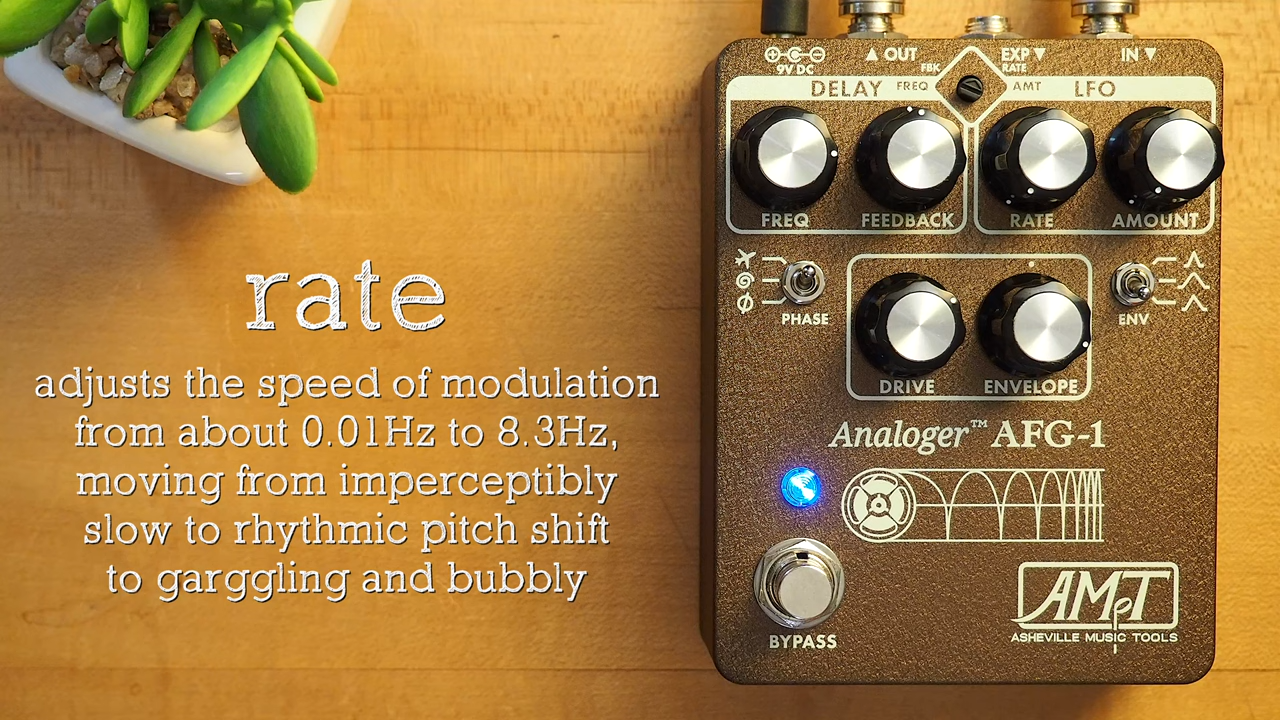 rate
adjusts the speed of modulation
from about 0.01Hz to 8.3Hz,
moving from imperceptibly
slow to rhythmic pitch shift
to garggling and bubbly
9V DC
▲ OUT
EXP ▼
IN ▼
FBK
RATE
DELAY
FREQ
AMT
LFO
FREQ
FEEDBACK
RATE
AMOUNT
PHASE
ENV
DRIVE
ENVELOPE
Analoger™ AFG-1
BYPASS
AMpT
ASHEVILLE MUSIC TOOLS